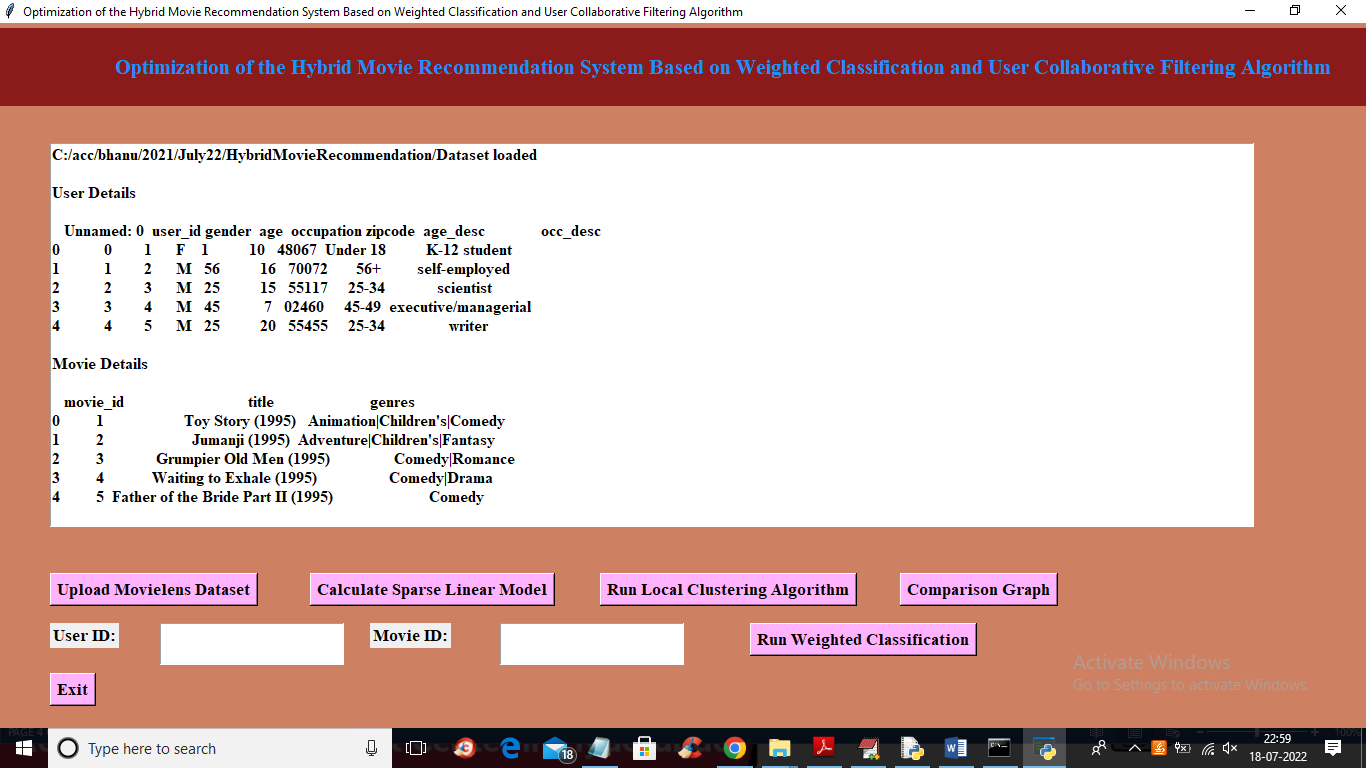 Optimization of the Hybrid Movie Recommendation System Based on Weighted Classification and User Collaborative Filtering Algorithm
Optimization of the Hybrid Movie Recommendation System Based on Weighted Classification and User Collaborative Filtering Algorithm
C:/acc/bhanu/2021/July22/HybridMovieRecommendation/Dataset loaded
User Details
Unnamed: 0 user_id gender age occupation zipcode age_desc occ_desc
0 0 1 F 1 10 48067 Under 18 K-12 student
1 1 2 M 56 16 70072 56+ self-employed
2 2 3 M 25 15 55117 25-34 scientist
3 3 4 M 45 7 02460 45-49 executive/managerial
4 4 5 M 25 20 55455 25-34 writer
Movie Details
movie_id title genres
0 1 Toy Story (1995) Animation|Children's|Comedy
1 2 Jumanji (1995) Adventure|Children's|Fantasy
2 3 Grumpier Old Men (1995) Comedy|Romance
3 4 Waiting to Exhale (1995) Comedy|Drama
4 5 Father of the Bride Part II (1995) Comedy
Upload Movielens Dataset Calculate Sparse Linear Model Run Local Clustering Algorithm Comparison Graph
User ID: Movie ID: Run Weighted Classification
Activate Windows
Go to Settings to activate Windows.
Exit
PAGE 4 100%
Type here to search 18 22:59
18-07-2022